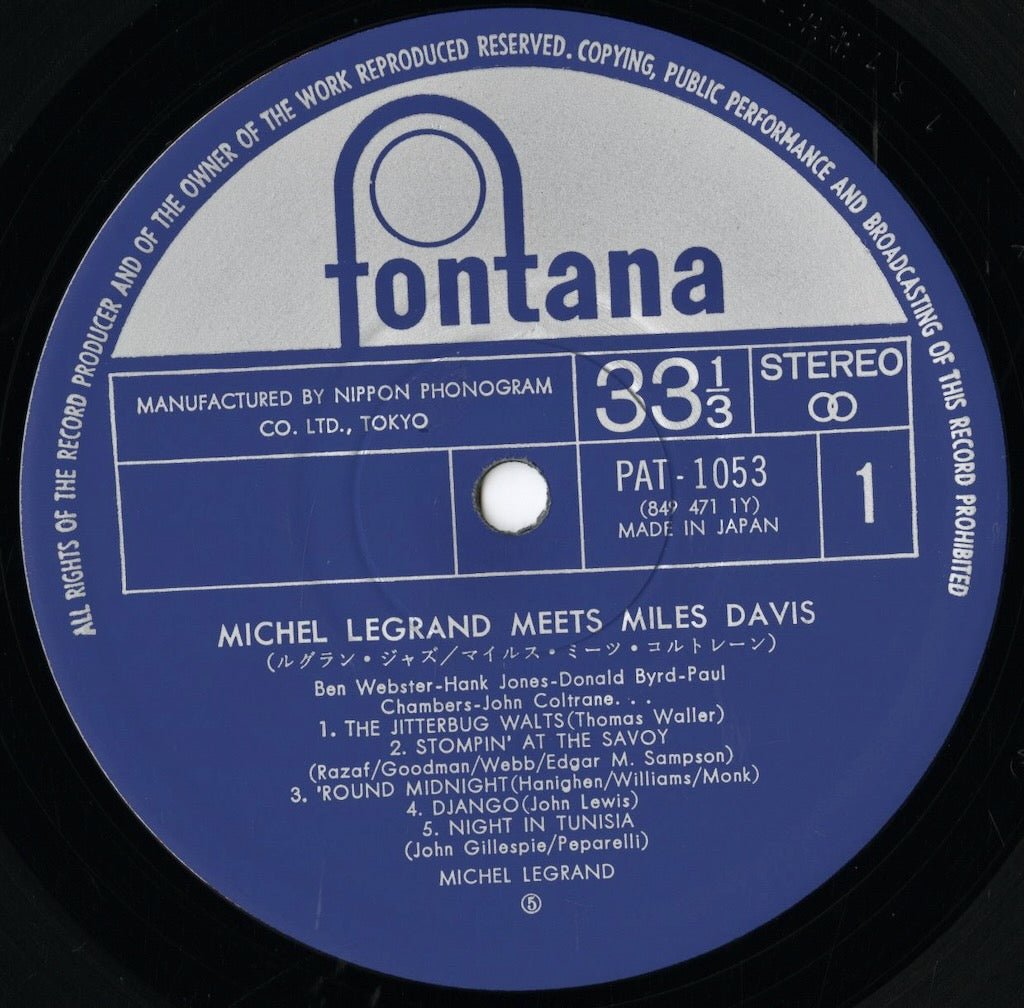 ALL RIGHTS OF THE RECORD PRODUCER AND OF THE OWNER OF THE WORK REPRODUCED RESERVED. COPYING, PUBLIC PERFORMANCE AND BROADCASTING OF THIS RECORD PROHIBITED
fontana
MANUFACTURED BY NIPPON PHONOGRAM
CO. LTD., TOKYO
33 1/3
STEREO
PAT-1053
(849 471 1Y)
MADE IN JAPAN
1
MICHEL LEGRAND MEETS MILES DAVIS
(ルグラン・ジャズ/マイルス・ミーツ・コルトレーン)
Ben Webster-Hank Jones-Donald Byrd-Paul
Chambers-John Coltrane. . .
1. THE JITTERBUG WALTS(Thomas Waller)
2. STOMPIN' AT THE SAVOY
(Razaf/Goodman/Webb/Edgar M. Sampson)
3. 'ROUND MIDNIGHT(Hanighen/Williams/Monk)
4. DJANGO(John Lewis)
5. NIGHT IN TUNISIA
(John Gillespie/Peparelli)
MICHEL LEGRAND
⑤